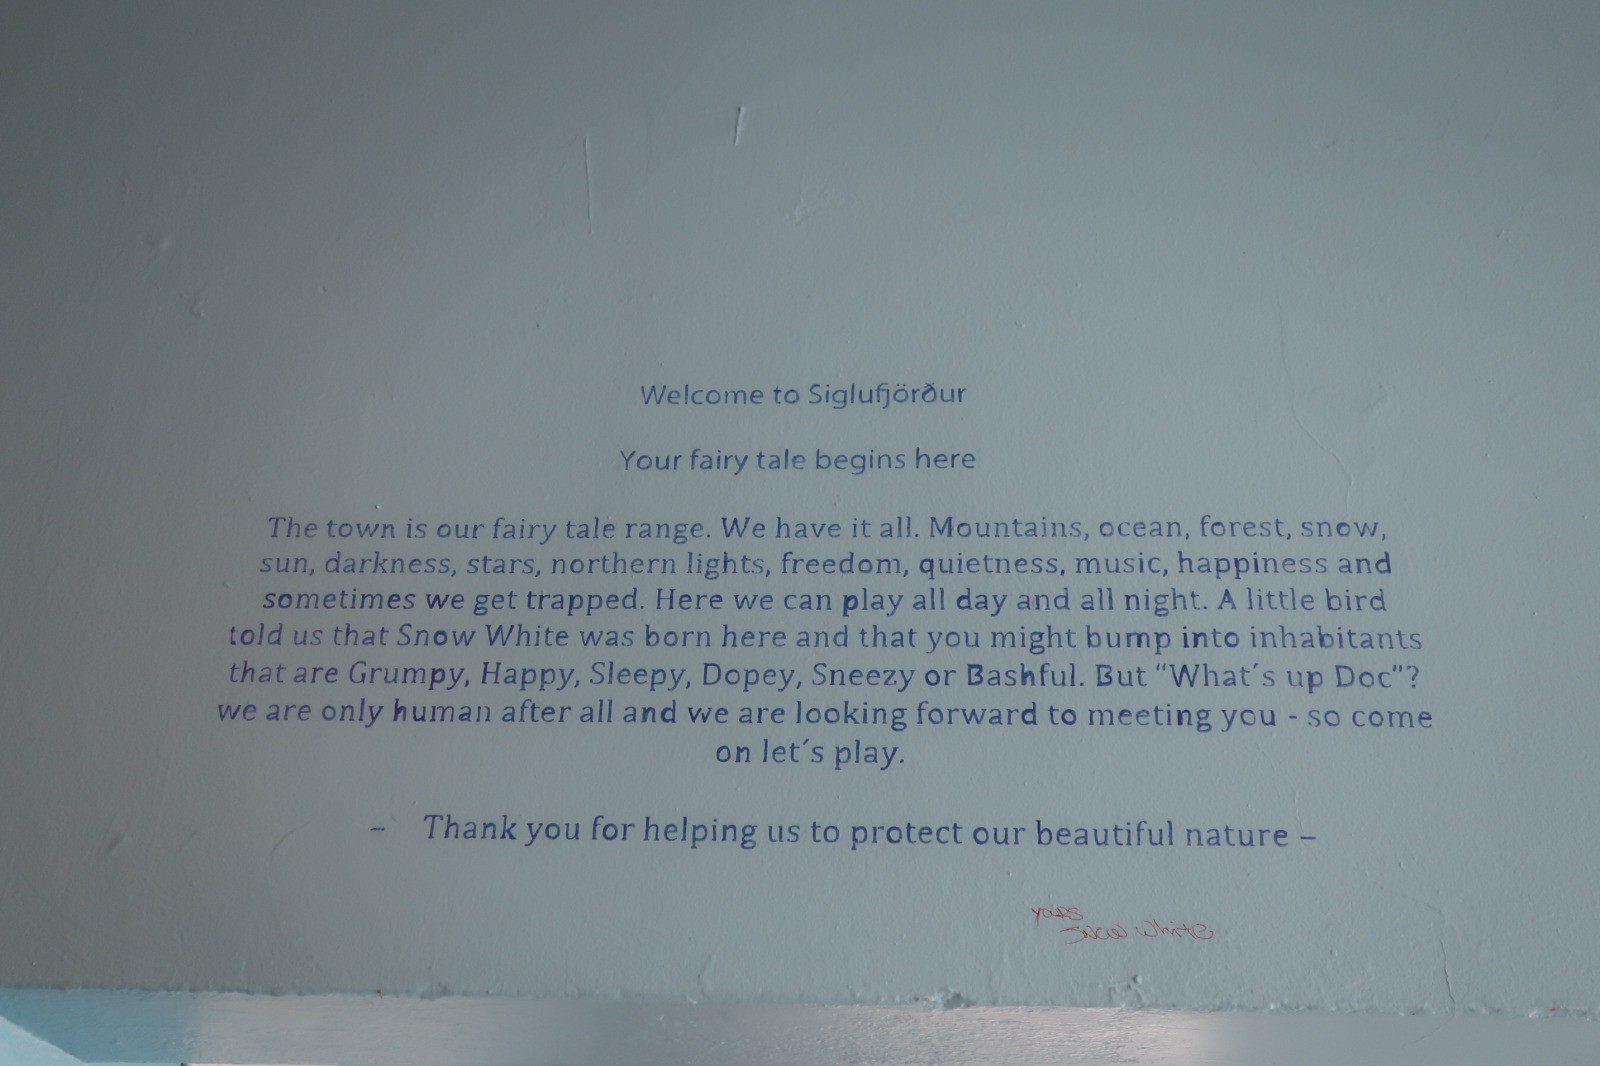 Welcome to Siglufjörður
Your fairy tale begins here
The town is our fairy tale range. We have it all. Mountains, ocean, forest, snow,
sun, darkness, stars, northern lights, freedom, quietness, music, happiness and
sometimes we get trapped. Here we can play all day and all night. A little bird
told us that Snow White was born here and that you might bump into inhabitants
that are Grumpy, Happy, Sleepy, Dopey, Sneezy or Bashful. But "What´s up Doc"?
we are only human after all and we are looking forward to meeting you - so come
on let´s play.
– Thank you for helping us to protect our beautiful nature –
yours
Snow White